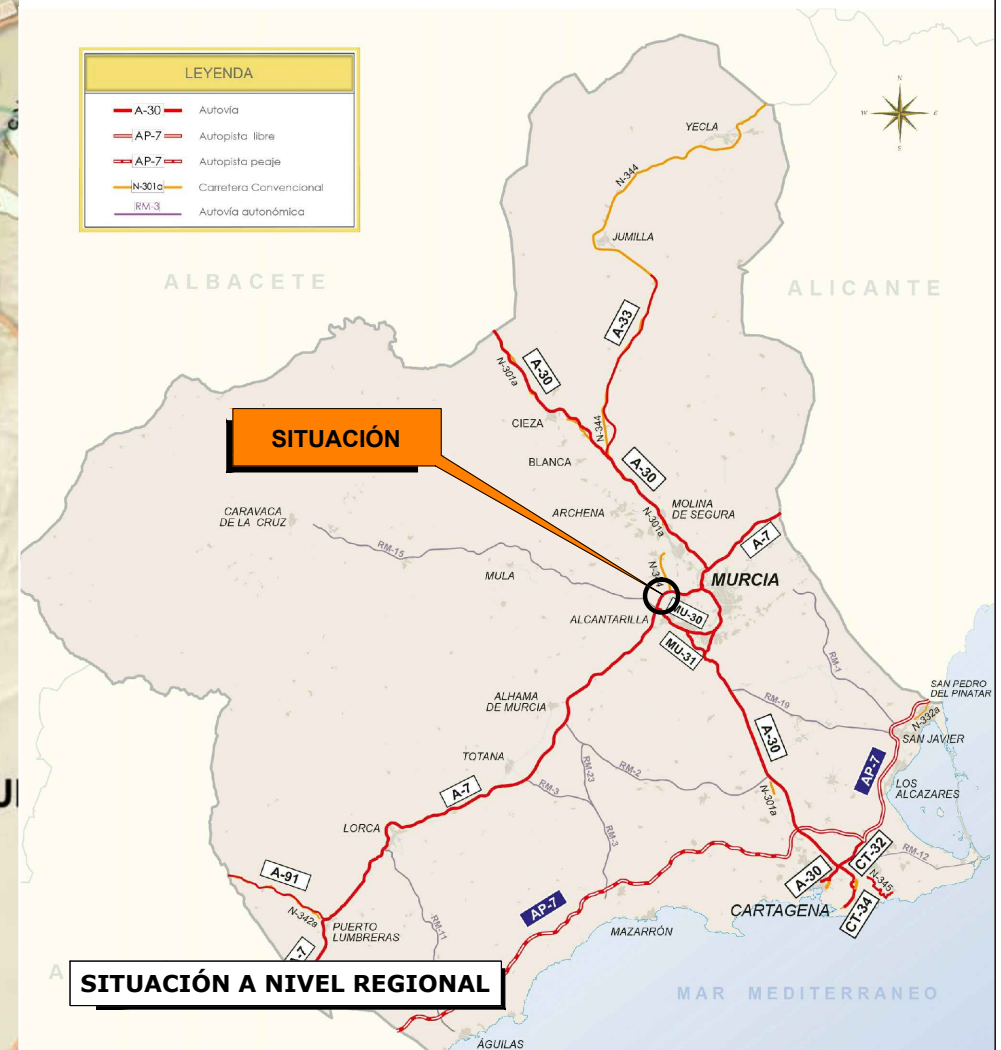 LEYENDA
A-30 Autovía
AP-7 Autopista libre
AP-7 Autopista peaje
N-301a Carretera Convencional
RM-3 Autovía autonómica
N
W E
S
YECLA
N-344
JUMILLA
ALBACETE
ALICANTE
A-33
A-30
N-301a
CIEZA
N-344
SITUACIÓN
BLANCA
A-30
CARAVACA
DE LA CRUZ
ARCHENA
MOLINA
DE SEGURA
N-301a
A-7
RM-15
MULA
MURCIA
ALCANTARILLA
MU-30
MU-31
RM-1
ALHAMA
DE MURCIA
RM-19
SAN PEDRO
DEL PINATAR
N-332a
SAN JAVIER
A-30
TOTANA
RM-23
RM-2
AP-7
LOS
ALCAZARES
A-7
RM-3
N-301a
LORCA
RM-3
CT-32
RM-12
A-91
A-30
N-345
N-342a
AP-7
CARTAGENA
CT-34
PUERTO
LUMBRERAS
RM-11
MAZARRÓN
A-7
SITUACIÓN A NIVEL REGIONAL
MAR MEDITERRANEO
ÁGUILAS